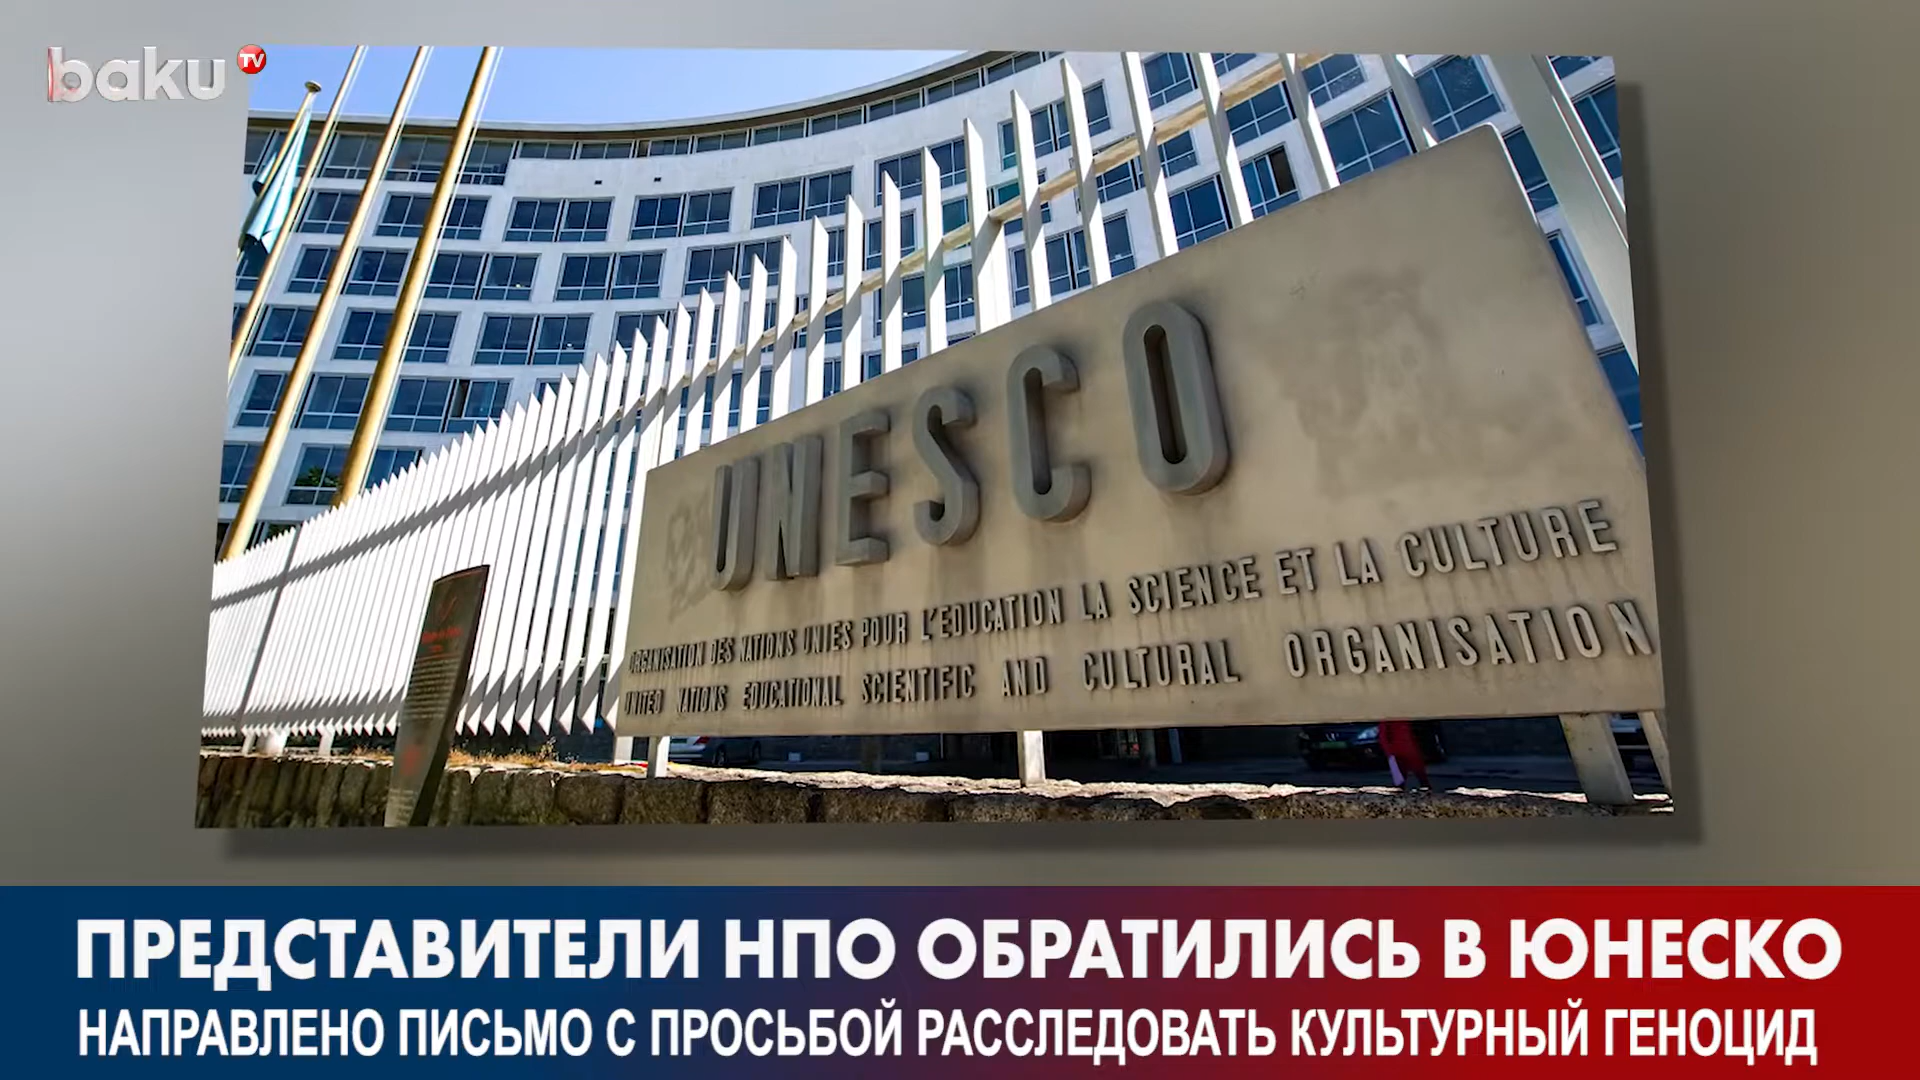 baku TV
UNESCO
ORGANISATION DES NATIONS UNIES POUR L'EDUCATION LA SCIENCE ET LA CULTURE
UNITED NATIONS EDUCATIONAL SCIENTIFIC AND CULTURAL ORGANISATION
ПРЕДСТАВИТЕЛИ НПО ОБРАТИЛИСЬ В ЮНЕСКО
НАПРАВЛЕНО ПИСЬМО С ПРОСЬБОЙ РАССЛЕДОВАТЬ КУЛЬТУРНЫЙ ГЕНОЦИД